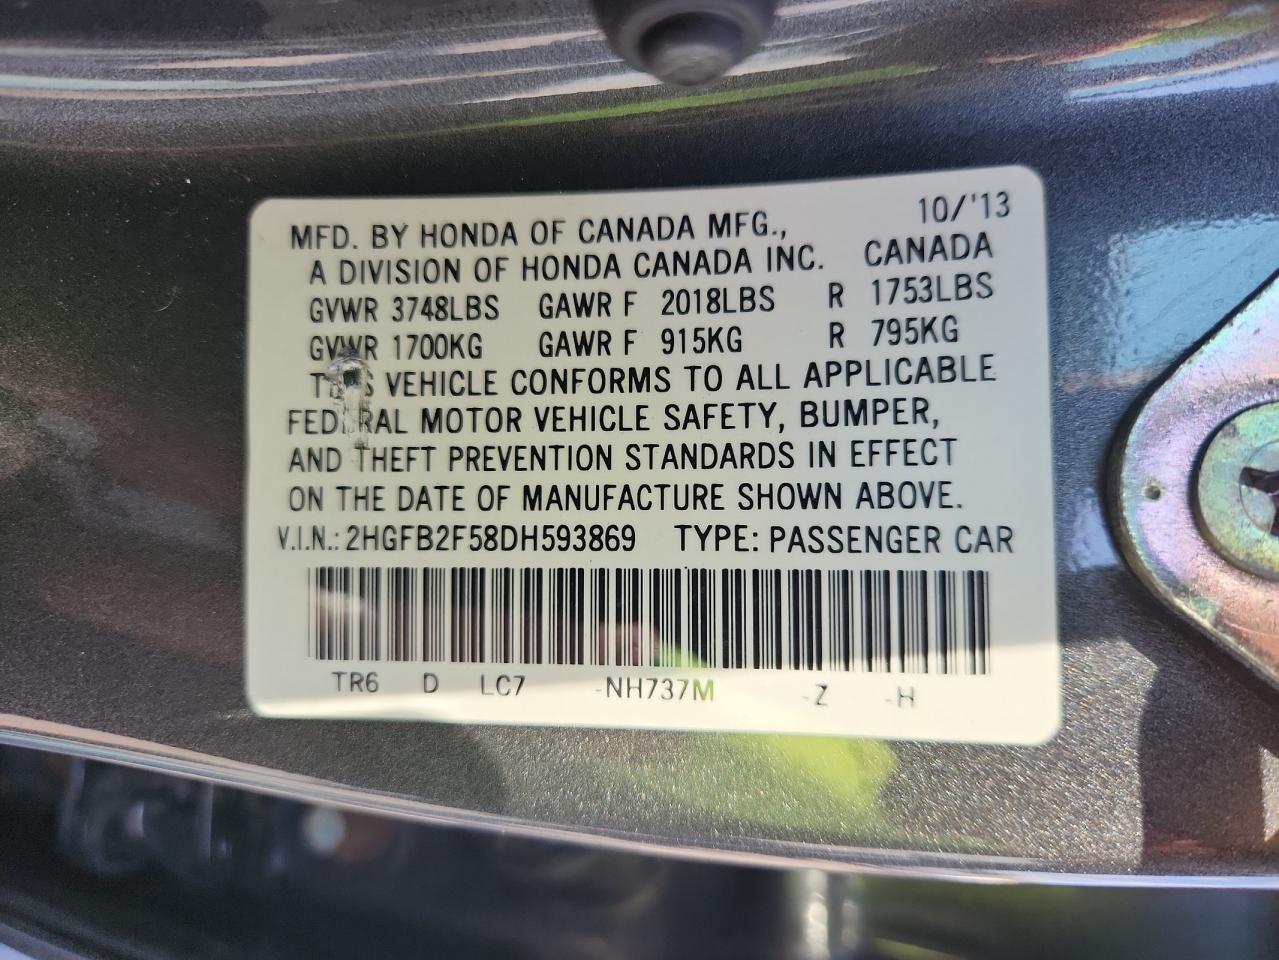 10/'13
MFD. BY HONDA OF CANADA MFG.,
A DIVISION OF HONDA CANADA INC. CANADA
GVWR 3748LBS GAWR F 2018LBS R 1753LBS
GVWR 1700KG GAWR F 915KG R 795KG
THIS VEHICLE CONFORMS TO ALL APPLICABLE
FEDERAL MOTOR VEHICLE SAFETY, BUMPER,
AND THEFT PREVENTION STANDARDS IN EFFECT
ON THE DATE OF MANUFACTURE SHOWN ABOVE.
V.I.N.: 2HGFB2F58DH593869 TYPE: PASSENGER CAR
TR6 D LC7 -NH737M -Z -H